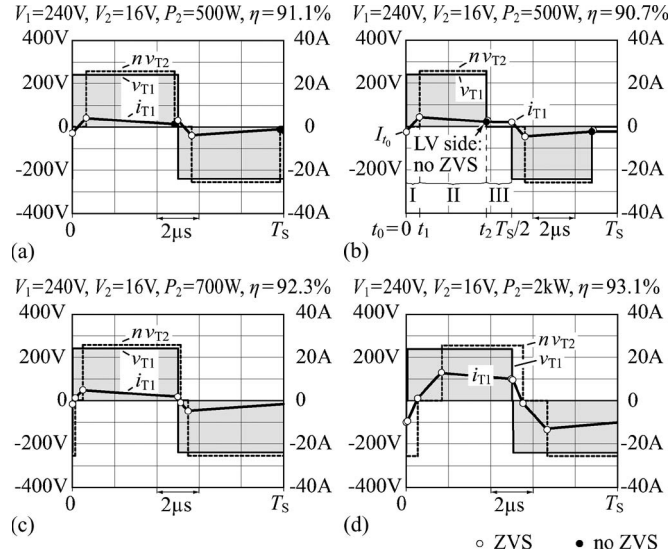 V₁=240V, V₂=16V, P₂=500W, η=91.1%
400V
200V
0
-200V
-400V
40A
20A
0
-20A
-40A
n vT2
vT1
iT1
(a)
0
2μs
TS
V₁=240V, V₂=16V, P₂=500W, η=90.7%
400V
200V
It₀
-200V
-400V
40A
20A
0
-20A
-40A
n vT2
vT1
iT1
LV side:
no ZVS
I II III
(b)
t₀=0 t₁ t₂ TS/2 2μs TS
V₁=240V, V₂=16V, P₂=700W, η=92.3%
400V
200V
0
-200V
-400V
40A
20A
0
-20A
-40A
n vT2
vT1
iT1
(c)
0
2μs
TS
V₁=240V, V₂=16V, P₂=2kW, η=93.1%
400V
200V
0
-200V
-400V
40A
20A
0
-20A
-40A
n vT2
vT1
iT1
(d)
0
2μs
TS
○ ZVS ● no ZVS